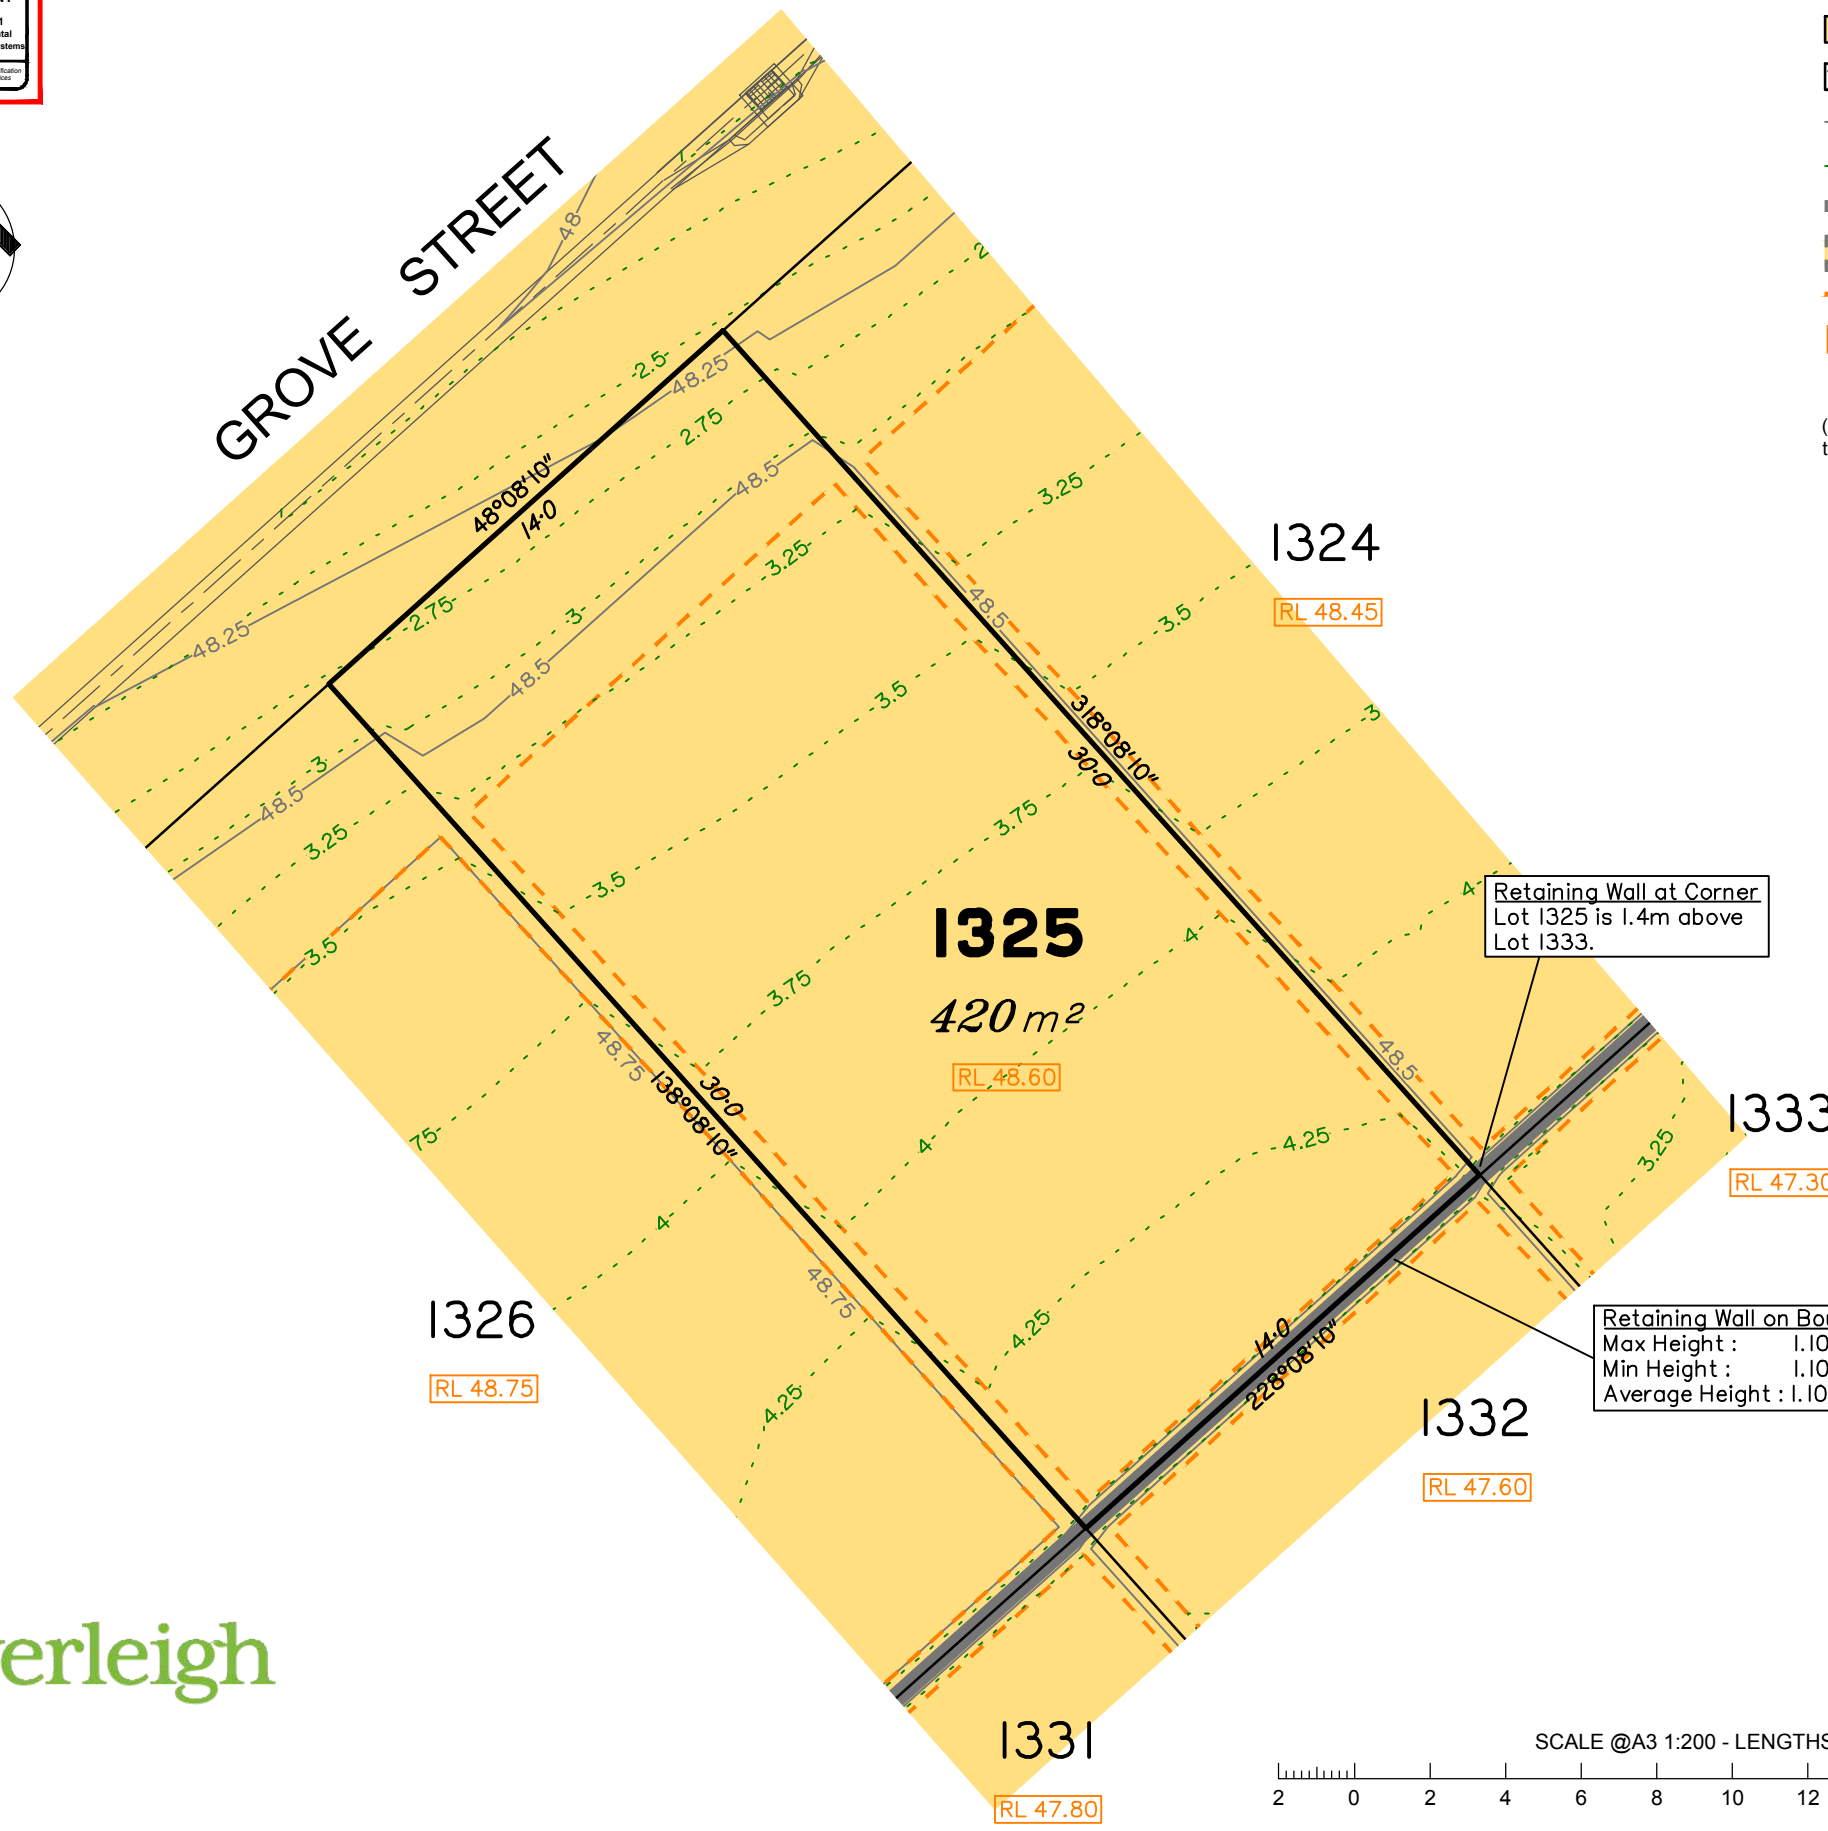 GROVE STREET
48
2.5
48.25
2.75
48.5
48°08'10"
14·0
3.25
2
3.25
1324
RL 48.45
3.5
3
48.25
2.75
3
48.5
3.5
48.5
318°08'10"
30·0
3
48.5
3.25
3.5
3.5
3.75
3.75
4
1325
420 m²
RL 48.60
4
Retaining Wall at Corner
Lot 1325 is 1.4m above
Lot 1333.
48.5
48.75
30·0
138°08'10"
75
4
4
4.25
1333
RL 47.30
3.25
1326
RL 48.75
48.75
4.25
4.25
14·0
228°08'10"
Retaining Wall on
Max Height : 1.10
Min Height : 1.10
Average Height : 1.10
1332
RL 47.60
1331
RL 47.80
erleigh
SCALE @A3 1:200 - LENGTHS
2 0 2 4 6 8 10 12